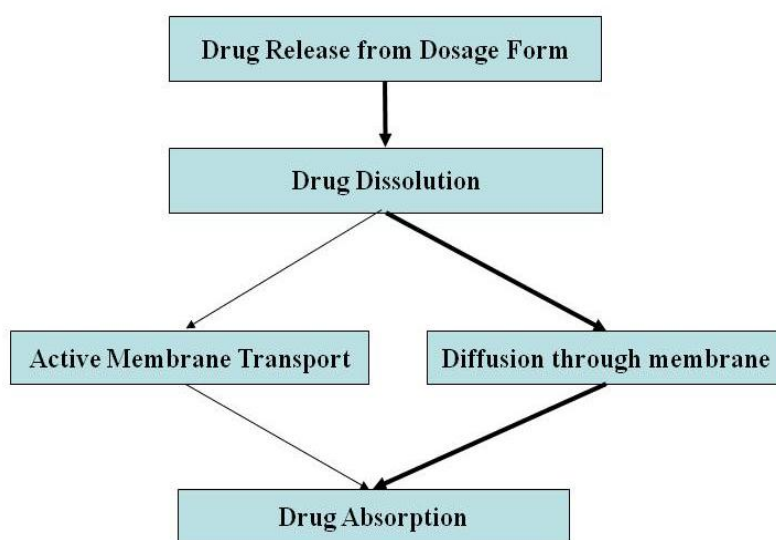 Drug Release from Dosage Form
Drug Dissolution
Active Membrane Transport
Diffusion through membrane
Drug Absorption